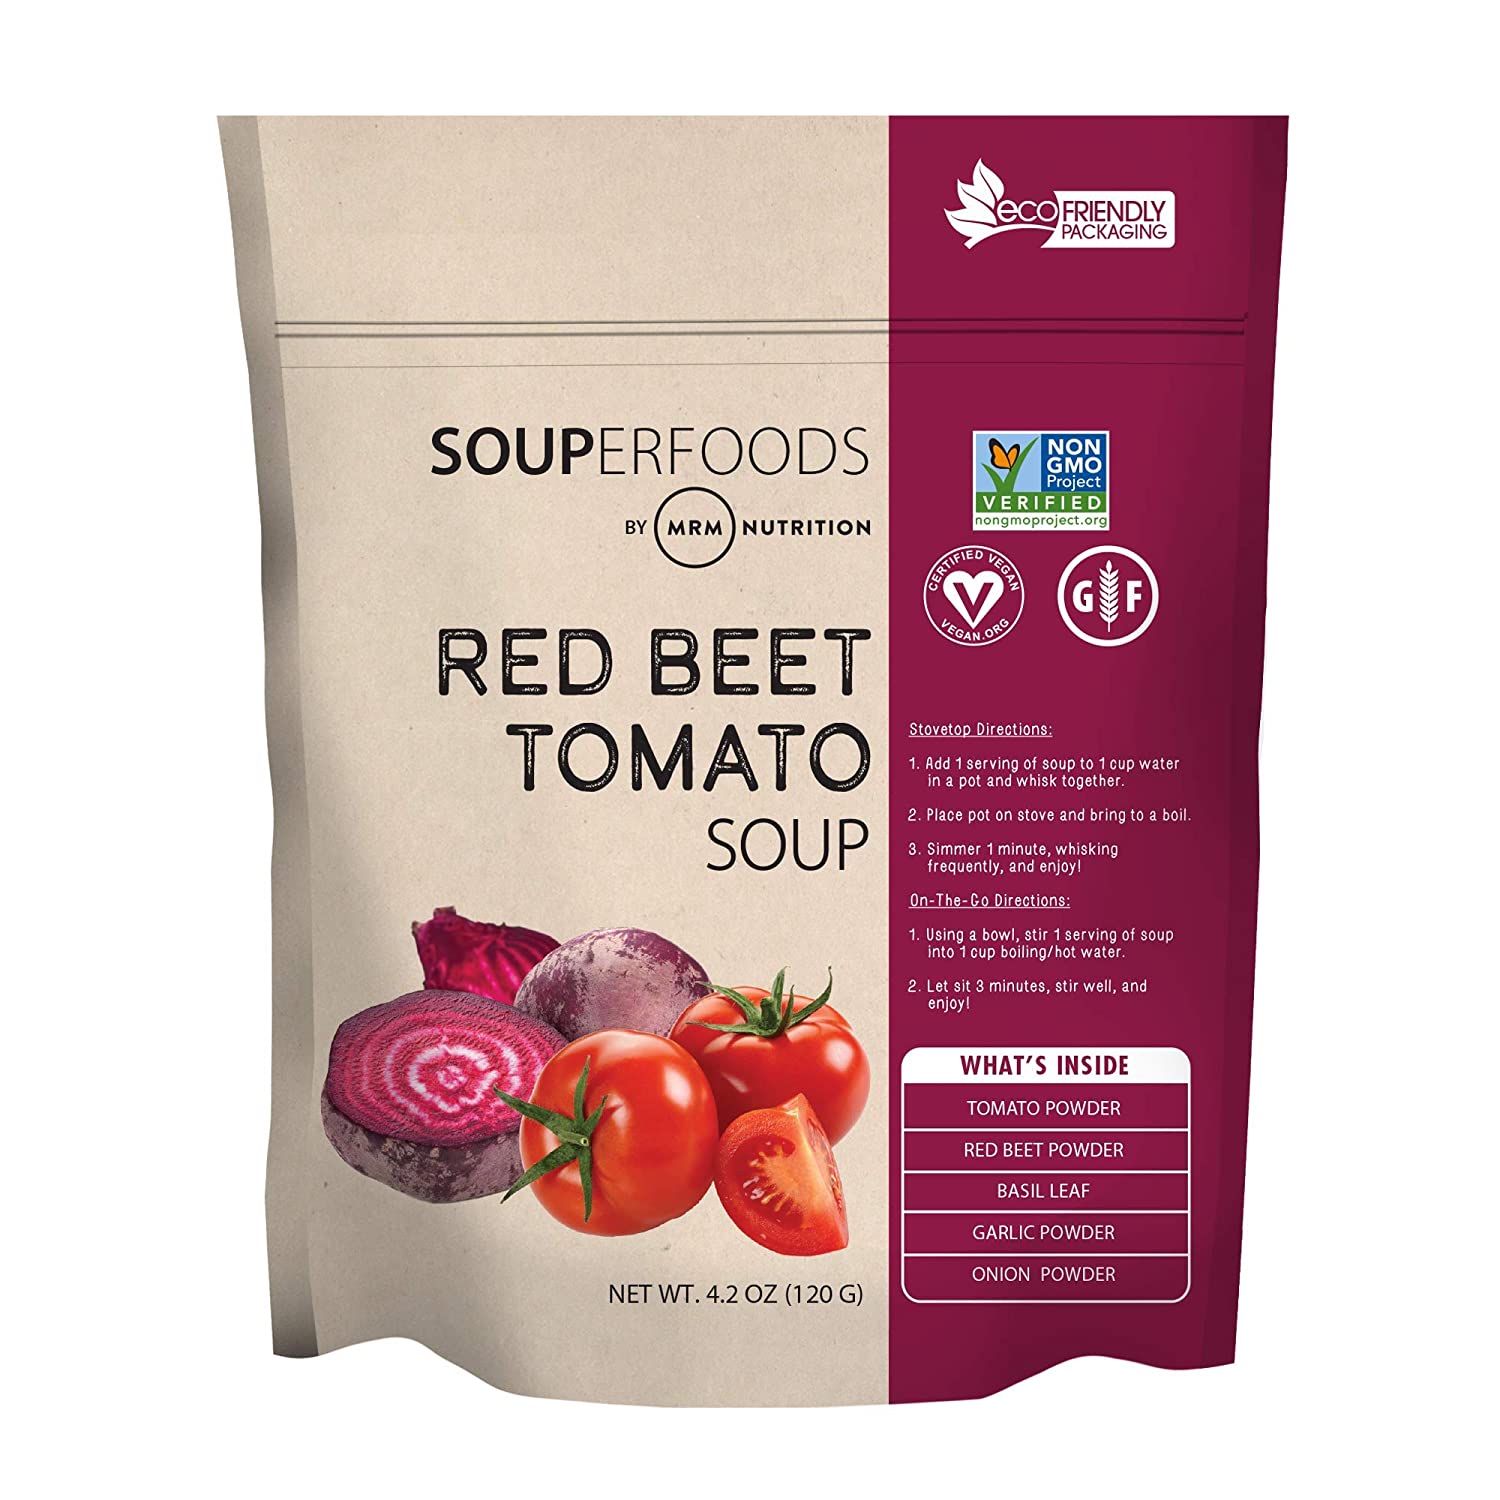 eco FRIENDLY
PACKAGING
SOUPERFOODS
BY MRM NUTRITION
RED BEET
TOMATO
SOUP
NET WT. 4.2 OZ (120 G)
NON
GMO
Project
VERIFIED
nongmoproject.org
CERTIFIED VEGAN
VEGAN.ORG
G F
Stovetop Directions:
1. Add 1 serving of soup to 1 cup water
in a pot and whisk together.
2. Place pot on stove and bring to a boil.
3. Simmer 1 minute, whisking
frequently, and enjoy!
On-The-Go Directions:
1. Using a bowl, stir 1 serving of soup
into 1 cup boiling/hot water.
2. Let sit 3 minutes, stir well, and
enjoy!
WHAT'S INSIDE
TOMATO POWDER
RED BEET POWDER
BASIL LEAF
GARLIC POWDER
ONION POWDER